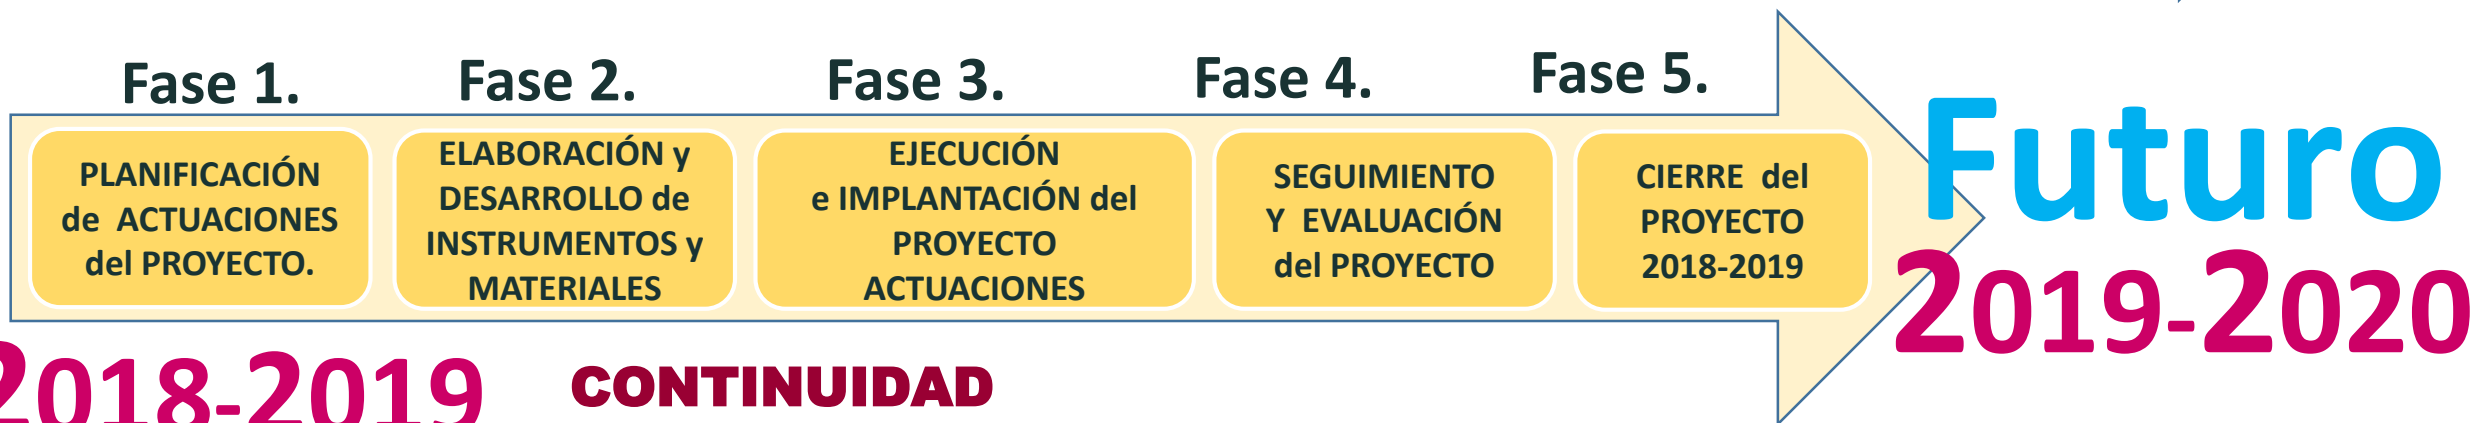 Fase 1.
Fase 2.
Fase 3.
Fase 4.
Fase 5.
PLANIFICACIÓN
de ACTUACIONES
del PROYECTO.
ELABORACIÓN y
DESARROLLO de
INSTRUMENTOS y
MATERIALES
EJECUCIÓN
e IMPLANTACIÓN del
PROYECTO
ACTUACIONES
SEGUIMIENTO
Y EVALUACIÓN
del PROYECTO
CIERRE del
PROYECTO
2018-2019
Futuro
2019-2020
2018-2019
CONTINUIDAD